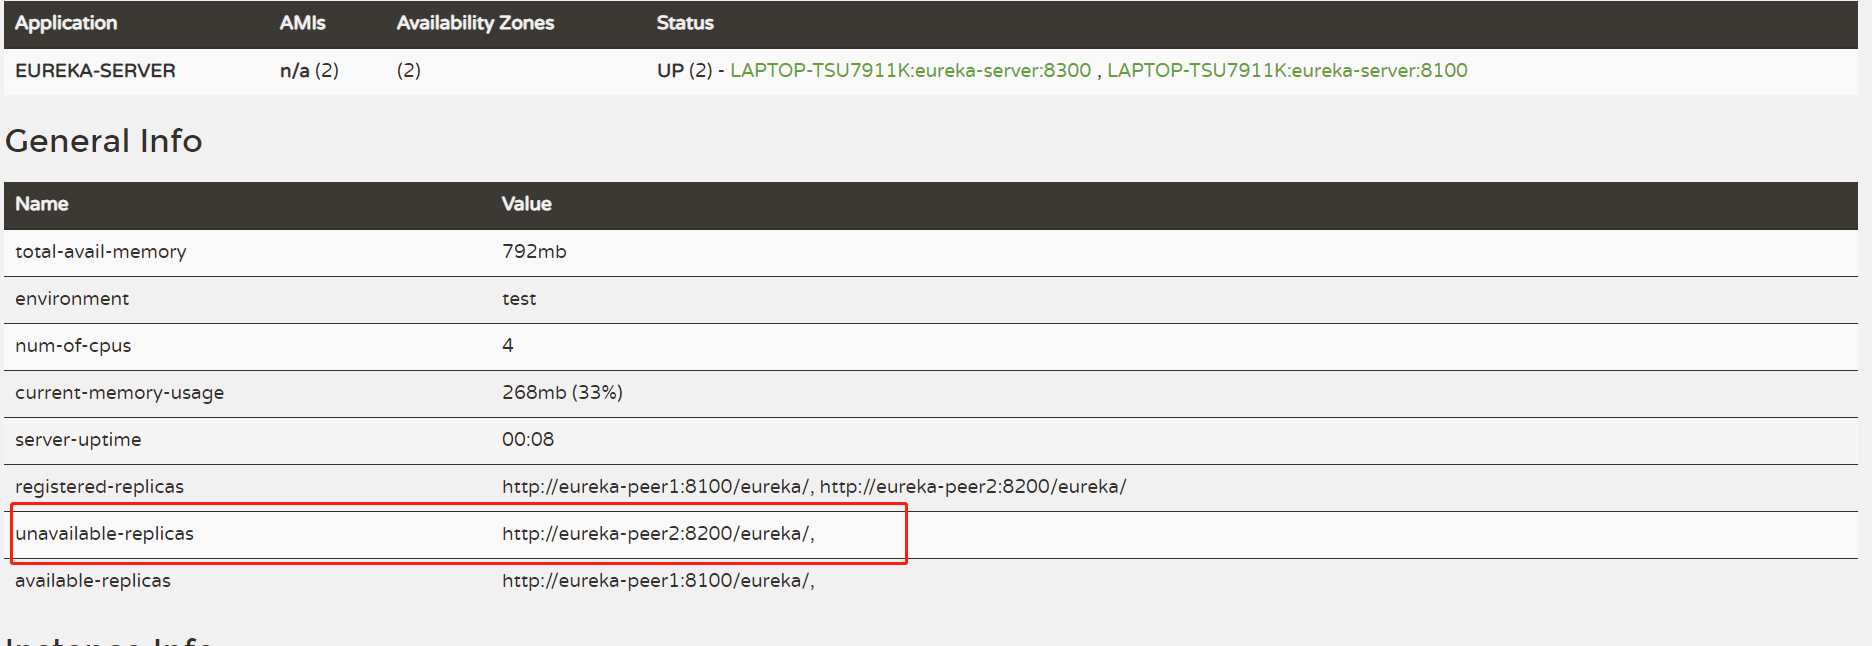 Application AMIs Availability Zones Status
EUREKA-SERVER n/a (2) (2) UP (2) - LAPTOP-TSU7911K:eureka-server:8300 , LAPTOP-TSU7911K:eureka-server:8100
General Info
Name Value
total-avail-memory 792mb
environment test
num-of-cpus 4
current-memory-usage 268mb (33%)
server-uptime 00:08
registered-replicas http://eureka-peer1:8100/eureka/, http://eureka-peer2:8200/eureka/
unavailable-replicas http://eureka-peer2:8200/eureka/,
available-replicas http://eureka-peer1:8100/eureka/,
Instance Info